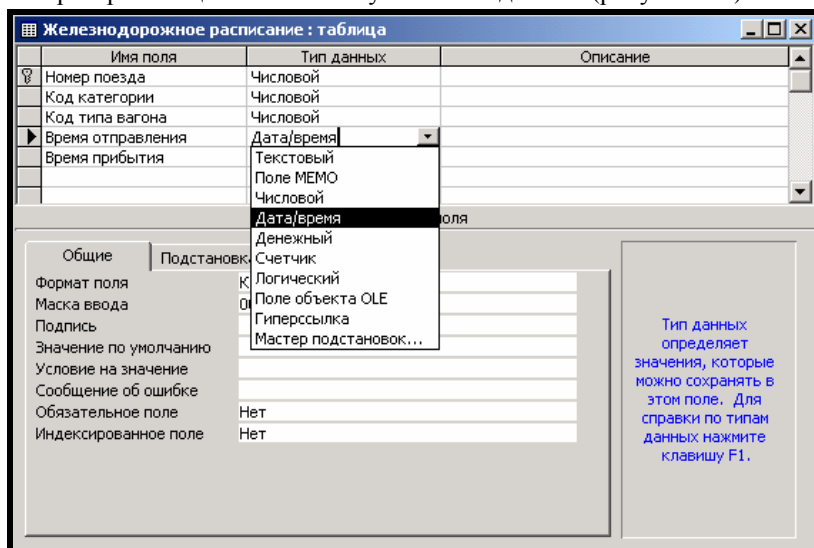 Железнодорожное расписание : таблица
Имя поля Тип данных Описание
Номер поезда Числовой
Код категории Числовой
Код типа вагона Числовой
Время отправления Дата/время
Время прибытия
Текстовый
Поле MEMO
Числовой
Дата/время
Денежный
Счетчик
Логический
Поле объекта OLE
Гиперссылка
Мастер подстановок...
оля
Общие Подстановка
Формат поля К
Маска ввода
Подпись
Значение по умолчанию
Условие на значение
Сообщение об ошибке
Обязательное поле Нет
Индексированное поле Нет
Тип данных
определяет
значения, которые
можно сохранять в
этом поле. Для
справки по типам
данных нажмите
клавишу F1.